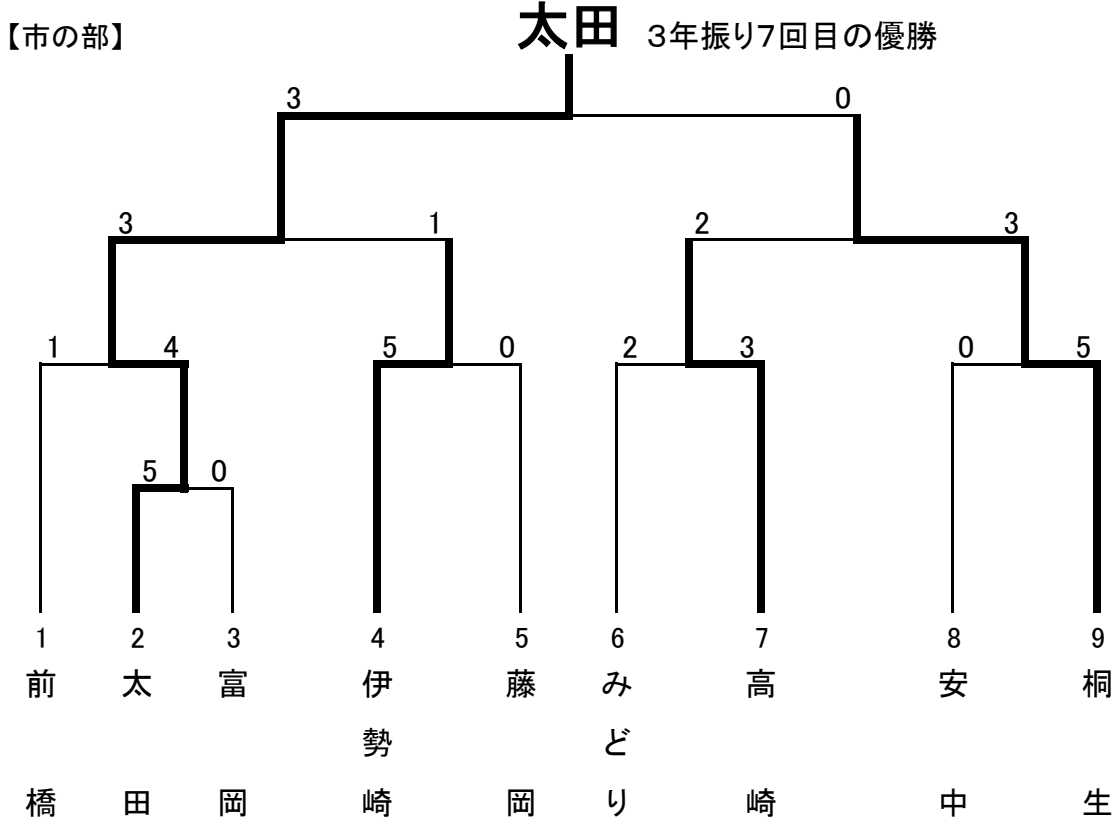 【市の部】
太田 3年振り7回目の優勝
3 0
3 1 2 3
1 4 5 0 2 3 0 5
5 0
1 2 3 4 5 6 7 8 9
前橋
太田
富岡
伊勢崎
藤岡
みどり
高崎
安中
桐生